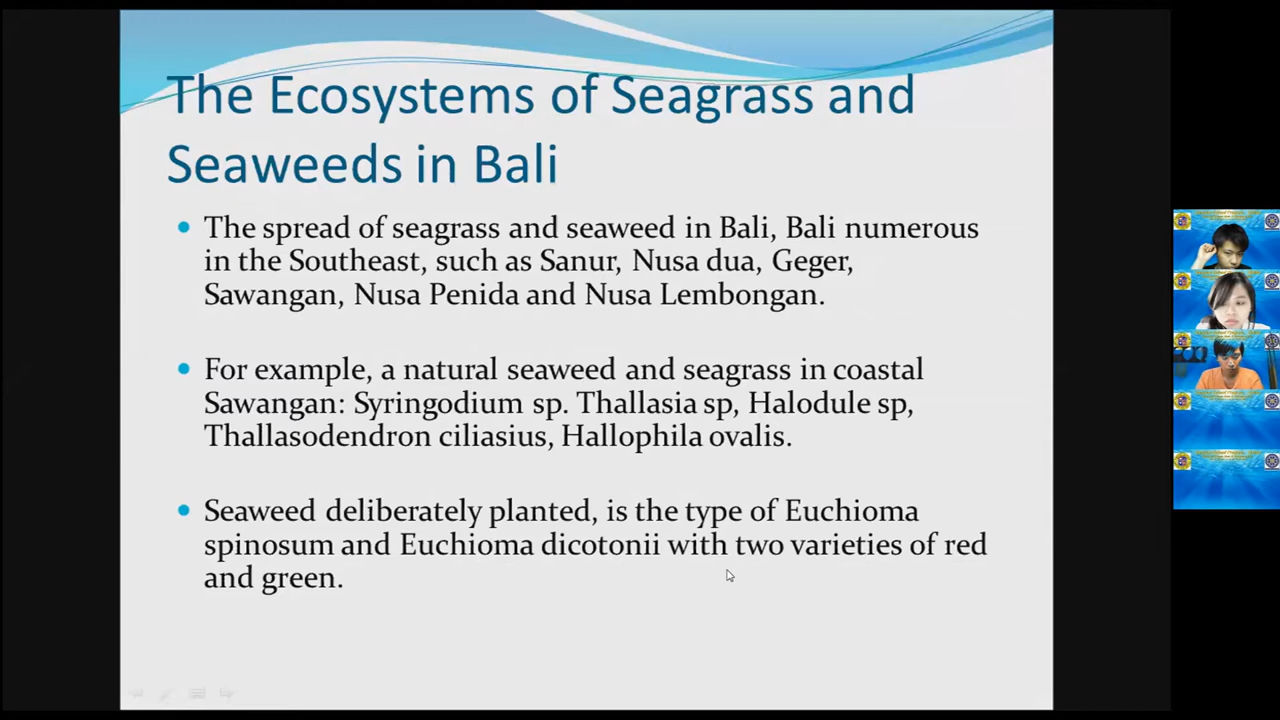 The Ecosystems of Seagrass and
Seaweeds in Bali
The spread of seagrass and seaweed in Bali, Bali numerous
in the Southeast, such as Sanur, Nusa dua, Geger,
Sawangan, Nusa Penida and Nusa Lembongan.
For example, a natural seaweed and seagrass in coastal
Sawangan: Syringodium sp. Thallasia sp, Halodule sp,
Thallasodendron ciliasius, Hallophila ovalis.
Seaweed deliberately planted, is the type of Euchioma
spinosum and Euchioma dicotonii with two varieties of red
and green.